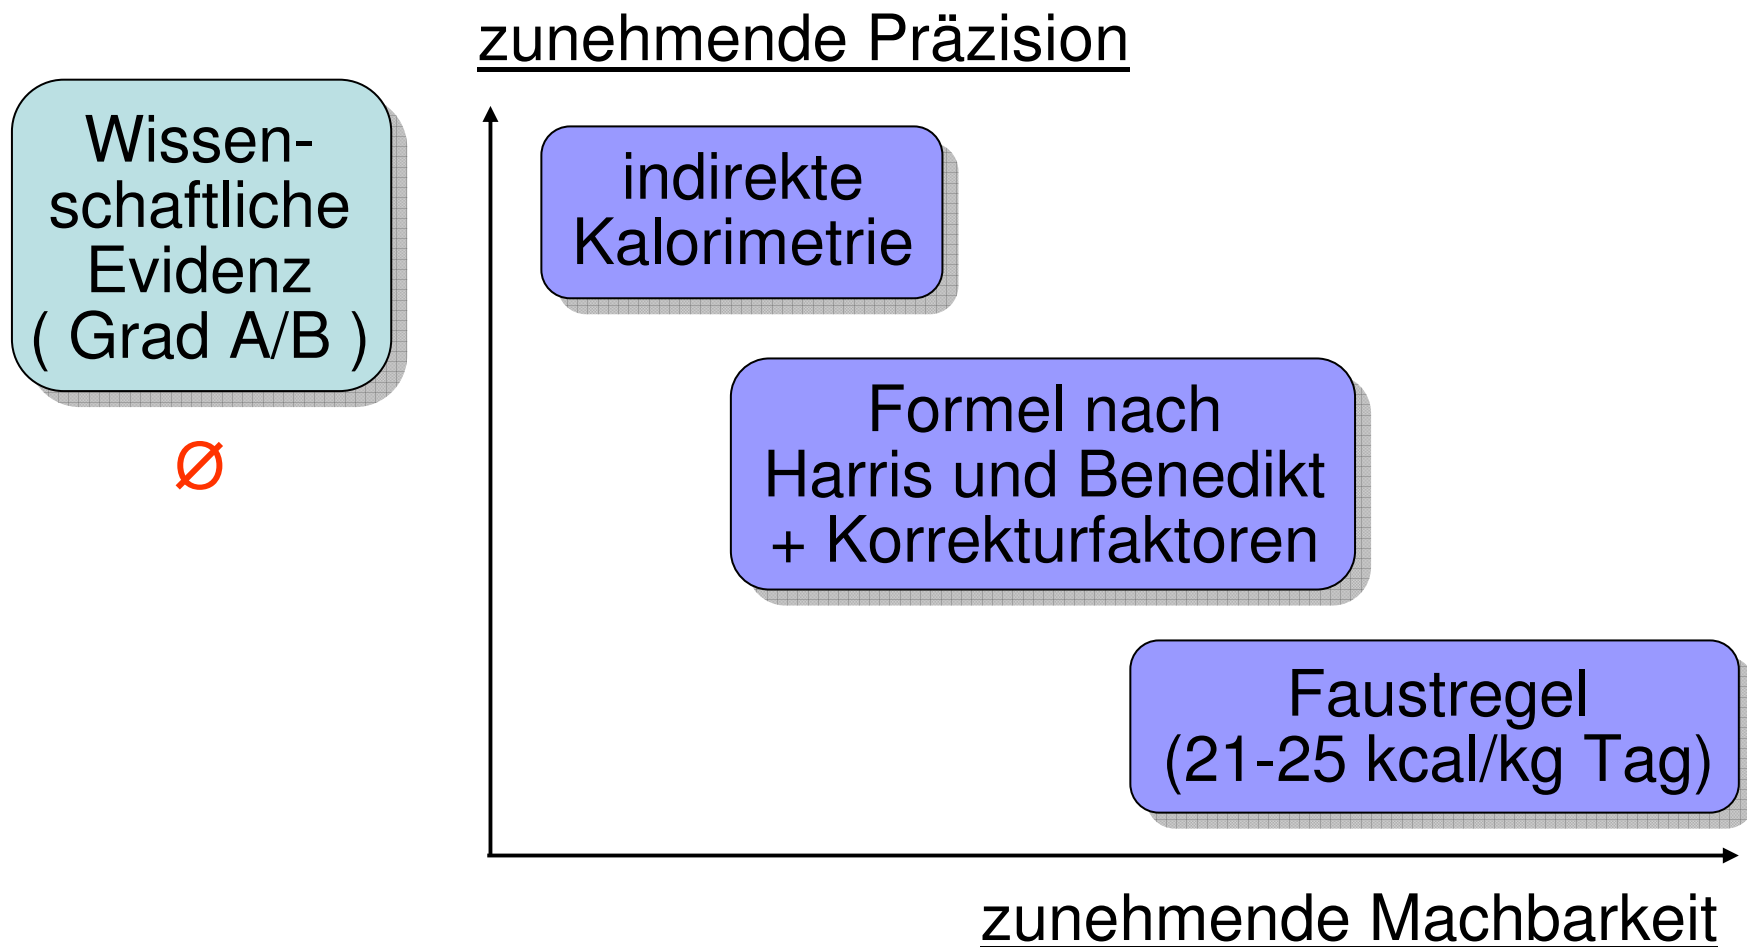 zunehmende Präzision
Wissen-
schaftliche
Evidenz
( Grad A/B )
Ø
indirekte
Kalorimetrie
Formel nach
Harris und Benedikt
+ Korrekturfaktoren
Faustregel
(21-25 kcal/kg Tag)
zunehmende Machbarkeit